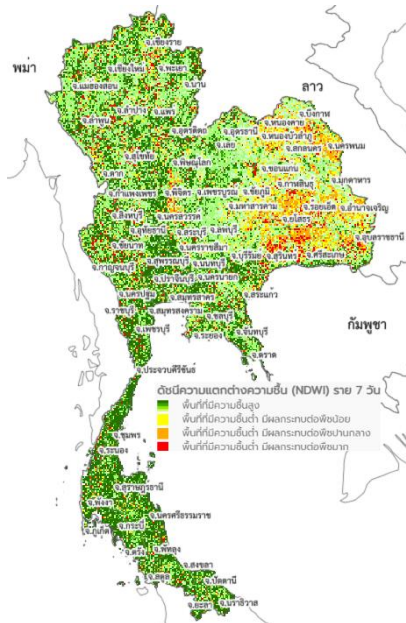 จ.เชียงราย
พม่า
จ.เชียงใหม่
จ.พะเยา
ลาว
จ.แม่ฮ่องสอน
จ.น่าน
จ.บึงกาฬ
จ.ลำปาง
จ.แพร่
จ.หนองคาย
จ.ลำพูน
จ.อุตรดิตถ์
จ.อุดรธานี
จ.หนองบัวลำภู
จ.เลย
จ.สกลนคร
จ.นครพนม
จ.สุโขทัย
จ.พิษณุโลก
จ.ขอนแก่น
จ.ตาก
จ.มุกดาหาร
จ.กำแพงเพชร
จ.พิจิตร
จ.เพชรบูรณ์
จ.ชัยภูมิ
จ.กาฬสินธุ์
จ.มหาสารคาม
จ.ร้อยเอ็ด
จ.อำนาจเจริญ
จ.สิงห์บุรี
จ.นครสวรรค์
จ.ยโสธร
จ.อุทัยธานี
จ.สระบุรี
จ.ลพบุรี
จ.อุบลราชธานี
จ.ชัยนาท
จ.นครราชสีมา
จ.บุรีรัมย์
จ.สุรินทร์
จ.ศรีสะเกษ
จ.กาญจนบุรี
จ.สุพรรณบุรี
จ.นนทบุรี
จ.ปราจีนบุรี
จ.นครนายก
จ.นครปฐม
จ.สมุทรสาคร
จ.สระแก้ว
จ.ราชบุรี
จ.สมุทรสงคราม
จ.ชลบุรี
กัมพูชา
จ.เพชรบุรี
จ.ระยอง
จ.จันทบุรี
จ.ตราด
จ.ประจวบคีรีขันธ์
ดัชนีความแตกต่างความชื้น (NDWI) ราย 7 วัน
พื้นที่ที่มีความชื้นสูง
พื้นที่ที่มีความชื้นต่ำ มีผลกระทบต่อพืชน้อย
พื้นที่ที่มีความชื้นต่ำ มีผลกระทบต่อพืชปานกลาง
พื้นที่ที่มีความชื้นต่ำ มีผลกระทบต่อพืชมาก
จ.ชุมพร
จ.ระนอง
จ.สุราษฎร์ธานี
จ.พังงา
จ.นครศรีธรรมราช
จ.ภูเก็ต
จ.กระบี่
จ.ตรัง
จ.พัทลุง
จ.สงขลา
จ.สตูล
จ.ปัตตานี
จ.ยะลา
จ.นราธิวาส